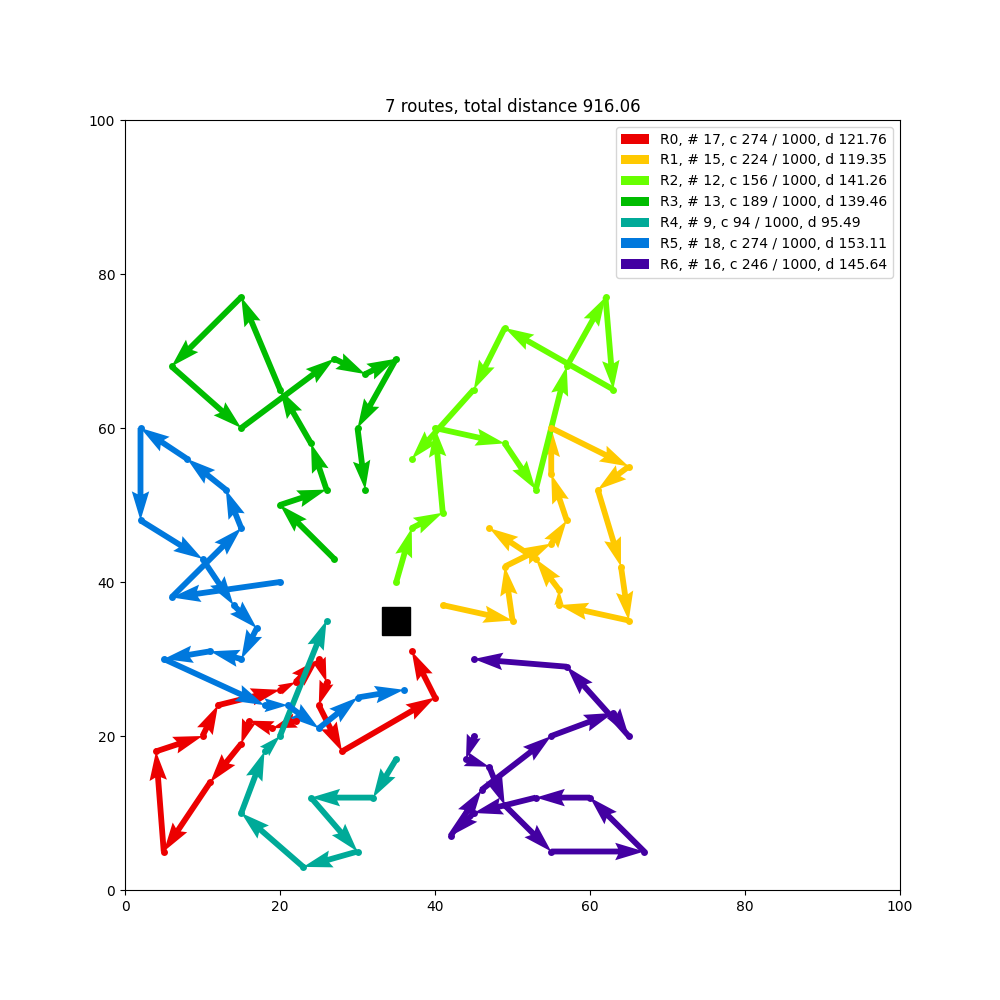 7 routes, total distance 916.06
R0, # 17, c 274 / 1000, d 121.76
R1, # 15, c 224 / 1000, d 119.35
R2, # 12, c 156 / 1000, d 141.26
R3, # 13, c 189 / 1000, d 139.46
R4, # 9, c 94 / 1000, d 95.49
R5, # 18, c 274 / 1000, d 153.11
R6, # 16, c 246 / 1000, d 145.64
100
80
60
40
20
0
0 20 40 60 80 100